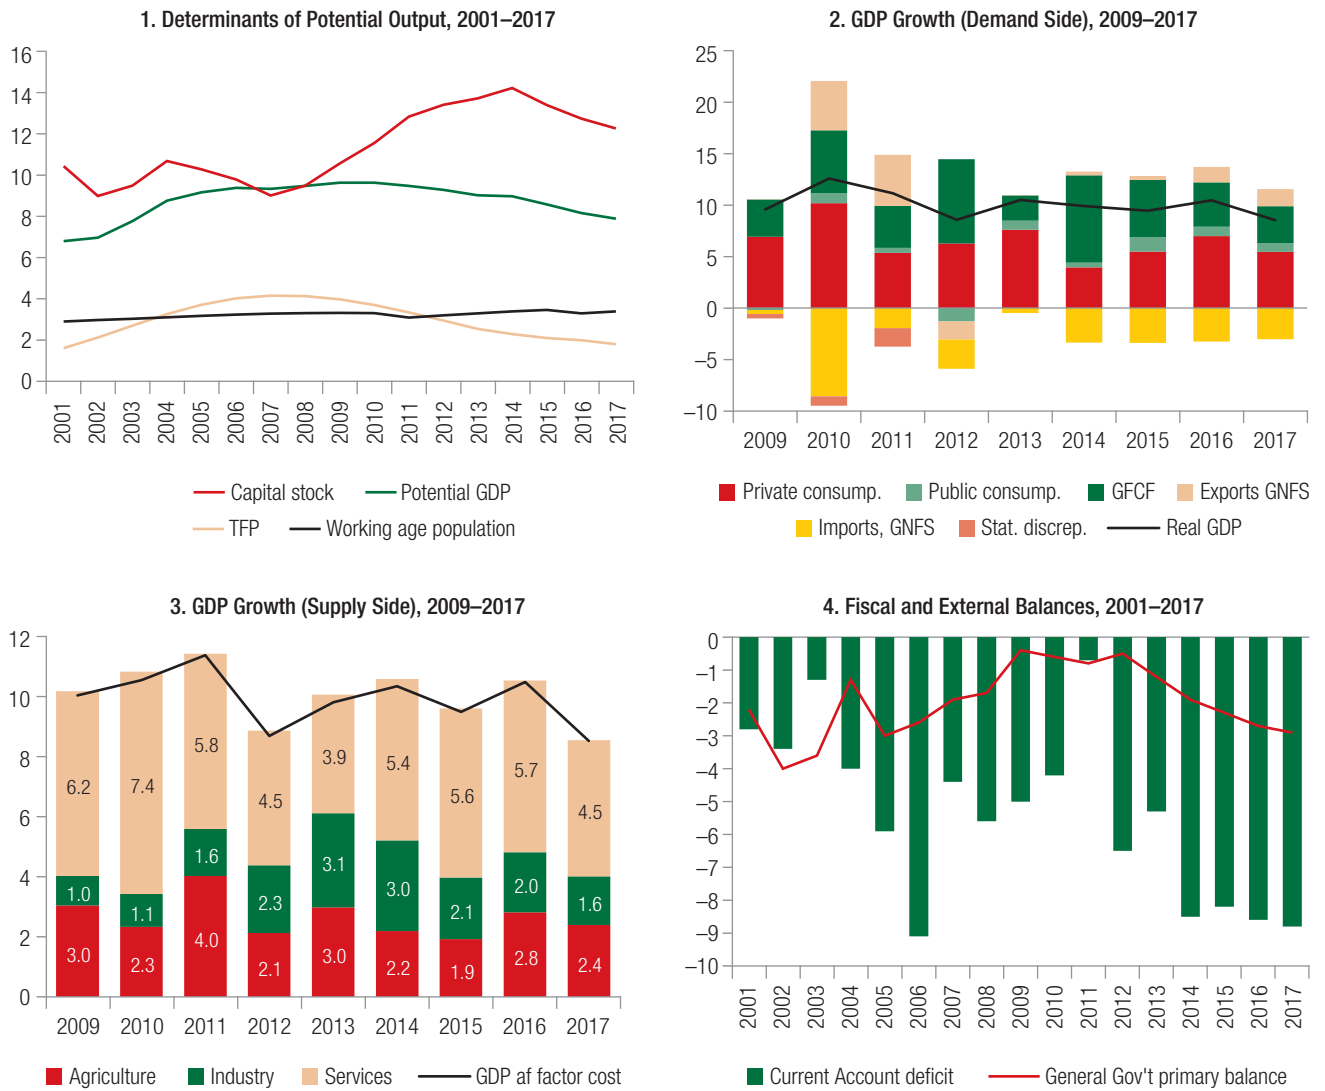 1. Determinants of Potential Output, 2001–2017
16
14
12
10
8
6
4
2
0
2001 2002 2003 2004 2005 2006 2007 2008 2009 2010 2011 2012 2013 2014 2015 2016 2017
Capital stock Potential GDP
TFP Working age population
2. GDP Growth (Demand Side), 2009–2017
25
20
15
10
5
0
–5
–10
2009 2010 2011 2012 2013 2014 2015 2016 2017
Private consump. Public consump. GFCF Exports GNFS
Imports, GNFS Stat. discrep. Real GDP
3. GDP Growth (Supply Side), 2009–2017
12
10
8
6
4
2
0
6.2 7.4 5.8 4.5 3.9 5.4 5.6 5.7 4.5
1.0 1.1 1.6 2.3 3.1 3.0 2.1 2.0 1.6
3.0 2.3 4.0 2.1 3.0 2.2 1.9 2.8 2.4
2009 2010 2011 2012 2013 2014 2015 2016 2017
Agriculture Industry Services GDP af factor cost
4. Fiscal and External Balances, 2001–2017
0
–1
–2
–3
–4
–5
–6
–7
–8
–9
–10
2001 2002 2003 2004 2005 2006 2007 2008 2009 2010 2011 2012 2013 2014 2015 2016 2017
Current Account deficit General Gov't primary balance